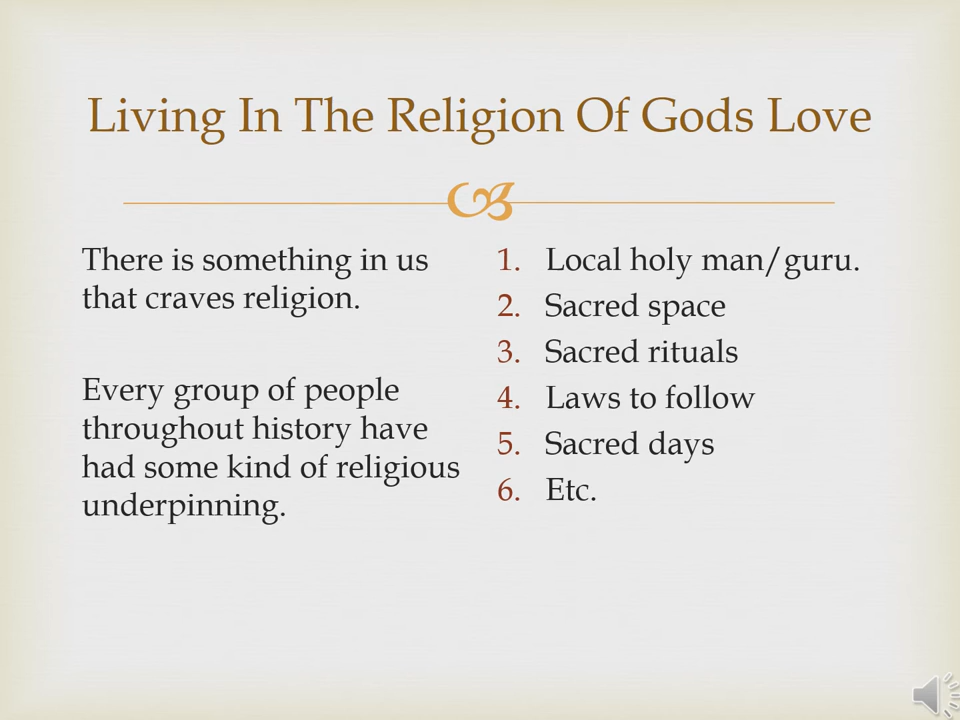 Living In The Religion Of Gods Love
There is something in us
that craves religion.
Every group of people
throughout history have
had some kind of religious
underpinning.
1. Local holy man/guru.
2. Sacred space
3. Sacred rituals
4. Laws to follow
5. Sacred days
6. Etc.